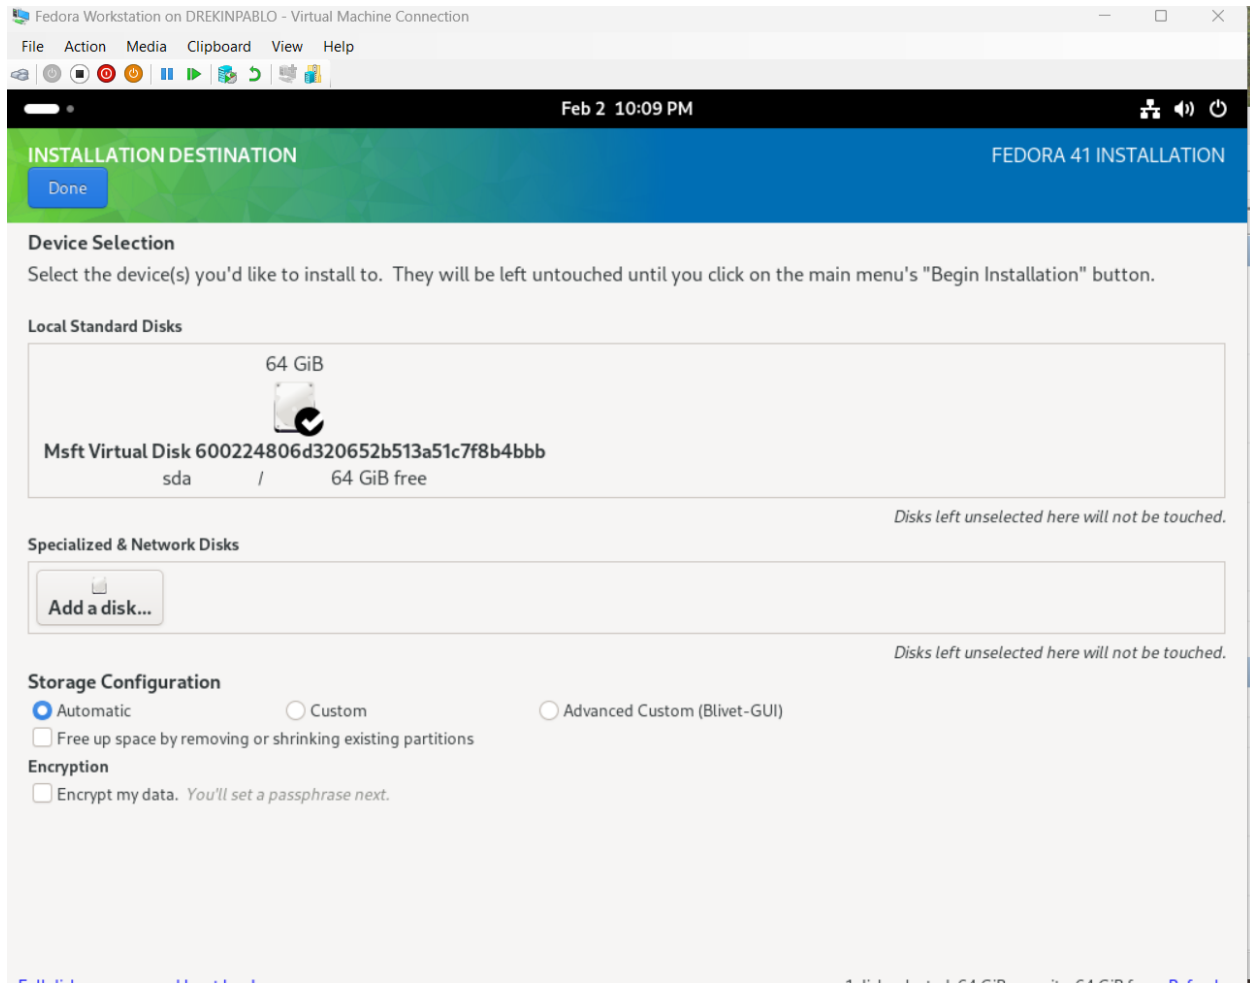 Fedora Workstation on DREKINPABLO - Virtual Machine Connection
File Action Media Clipboard View Help
Feb 2 10:09 PM
INSTALLATION DESTINATION
FEDORA 41 INSTALLATION
Done
Device Selection
Select the device(s) you'd like to install to. They will be left untouched until you click on the main menu's "Begin Installation" button.
Local Standard Disks
64 GiB
Msft Virtual Disk 600224806d320652b513a51c7f8b4bbb
sda / 64 GiB free
Disks left unselected here will not be touched.
Specialized & Network Disks
Add a disk...
Disks left unselected here will not be touched.
Storage Configuration
Automatic Custom Advanced Custom (Blivet-GUI)
Free up space by removing or shrinking existing partitions
Encryption
Encrypt my data. You'll set a passphrase next.